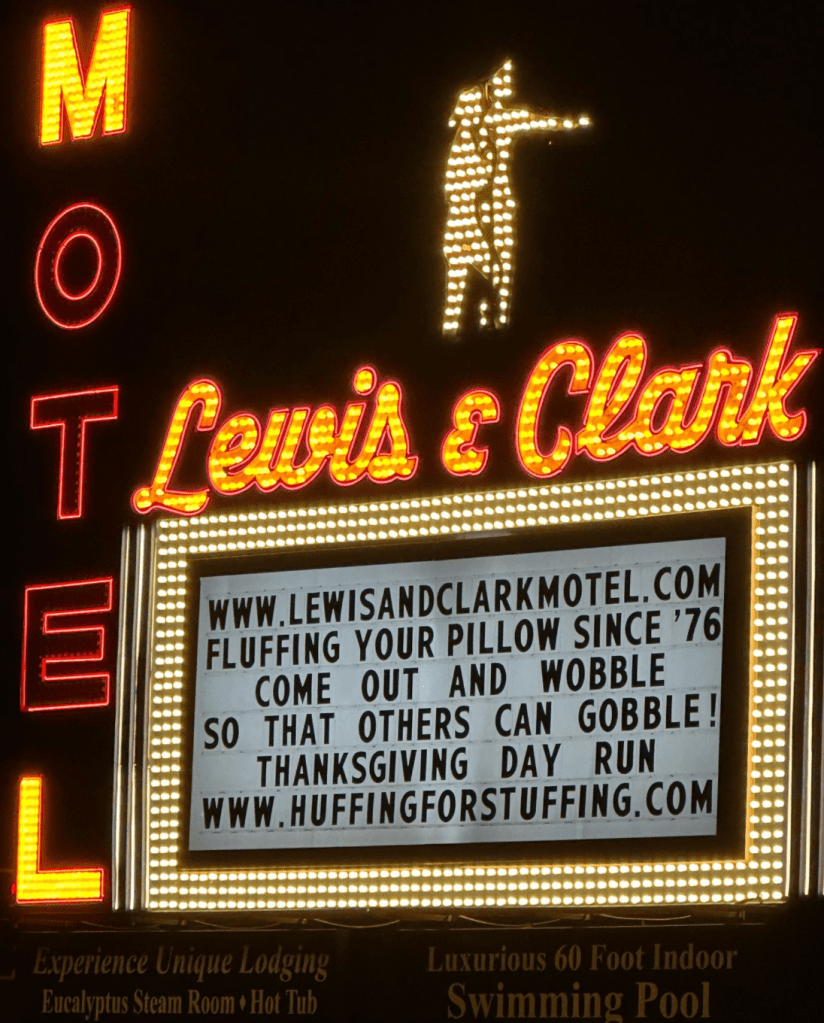 MOTEL
Lewis & Clark
WWW.LEWISANDCLARKMOTEL.COM
FLUFFING YOUR PILLOW SINCE '76
COME OUT AND WOBBLE
SO THAT OTHERS CAN GOBBLE!
THANKSGIVING DAY RUN
WWW.HUFFINGFORSTUFFING.COM
Experience Unique Lodging
Eucalyptus Steam Room ♦ Hot Tub
Luxurious 60 Foot Indoor
Swimming Pool